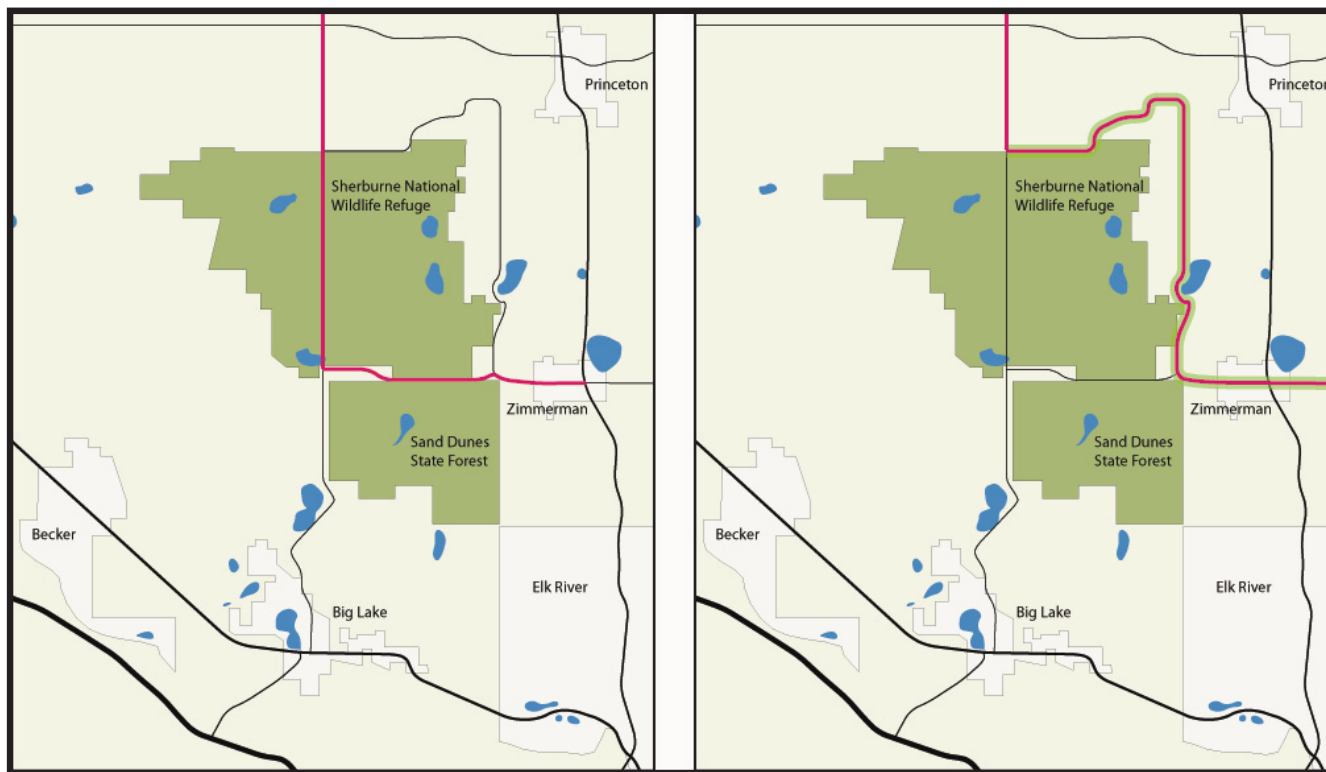 Princeton
Sherburne National
Wildlife Refuge
Zimmerman
Sand Dunes
State Forest
Becker
Elk River
Big Lake
Princeton
Sherburne National
Wildlife Refuge
Zimmerman
Sand Dunes
State Forest
Becker
Elk River
Big Lake